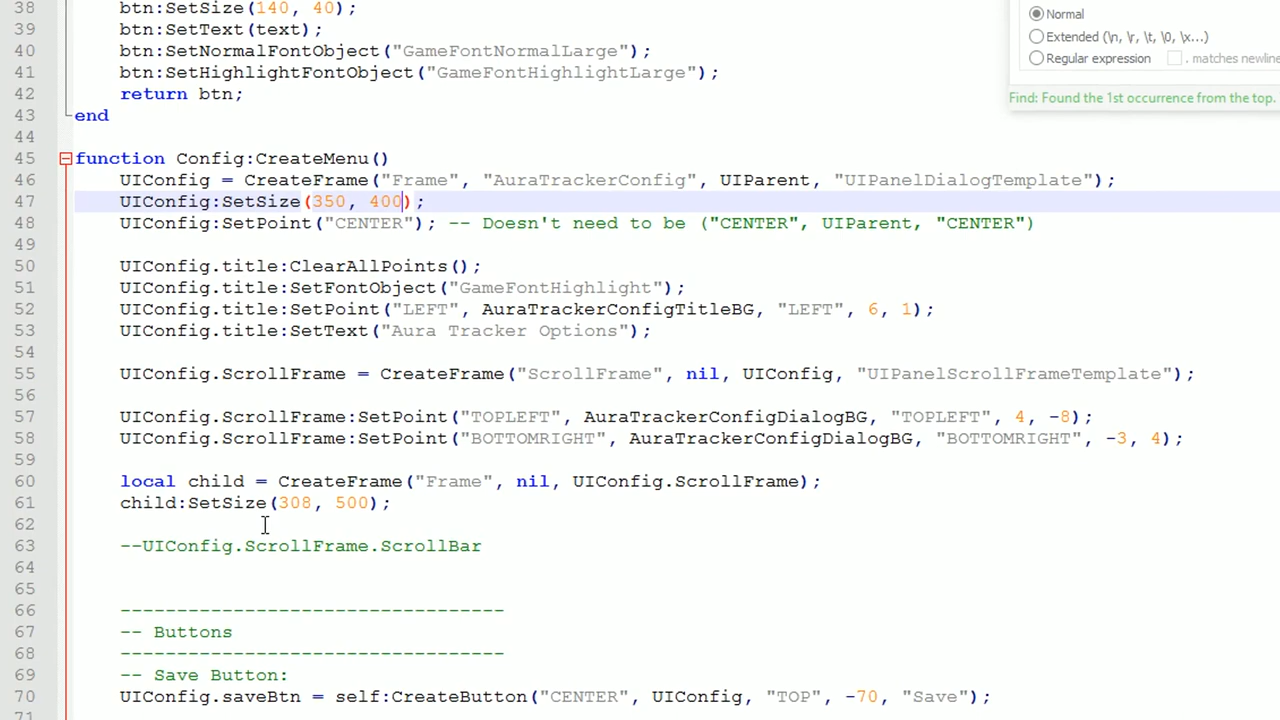 38 btn:SetSize(140, 40);
39 btn:SetText(text);
40 btn:SetNormalFontObject("GameFontNormalLarge");
41 btn:SetHighlightFontObject("GameFontHighlightLarge");
42 return btn;
43 end
44
45 function Config:CreateMenu()
46 UIConfig = CreateFrame("Frame", "AuraTrackerConfig", UIParent, "UIPanelDialogTemplate");
47 UIConfig:SetSize(350, 400);
48 UIConfig:SetPoint("CENTER"); -- Doesn't need to be ("CENTER", UIParent, "CENTER")
49
50 UIConfig.title:ClearAllPoints();
51 UIConfig.title:SetFontObject("GameFontHighlight");
52 UIConfig.title:SetPoint("LEFT", AuraTrackerConfigTitleBG, "LEFT", 6, 1);
53 UIConfig.title:SetText("Aura Tracker Options");
54
55 UIConfig.ScrollFrame = CreateFrame("ScrollFrame", nil, UIConfig, "UIPanelScrollFrameTemplate");
56
57 UIConfig.ScrollFrame:SetPoint("TOPLEFT", AuraTrackerConfigDialogBG, "TOPLEFT", 4, -8);
58 UIConfig.ScrollFrame:SetPoint("BOTTOMRIGHT", AuraTrackerConfigDialogBG, "BOTTOMRIGHT", -3, 4);
59
60 local child = CreateFrame("Frame", nil, UIConfig.ScrollFrame);
61 child:SetSize(308, 500);
62
63 --UIConfig.ScrollFrame.ScrollBar
64
65
66 ----------------------------------
67 -- Buttons
68 ----------------------------------
69 -- Save Button:
70 UIConfig.saveBtn = self:CreateButton("CENTER", UIConfig, "TOP", -70, "Save");
Normal
Extended (\n, \r, \t, \0, \x...)
Regular expression . matches newline
Find: Found the 1st occurrence from the top.